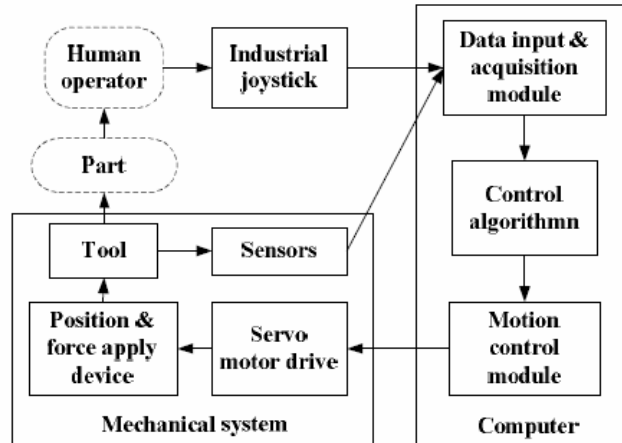 Human
operator
Industrial
joystick
Data input &
acquisition
module
Part
Control
algorithmn
Tool
Sensors
Position &
force apply
device
Servo
motor drive
Motion
control
module
Mechanical system
Computer